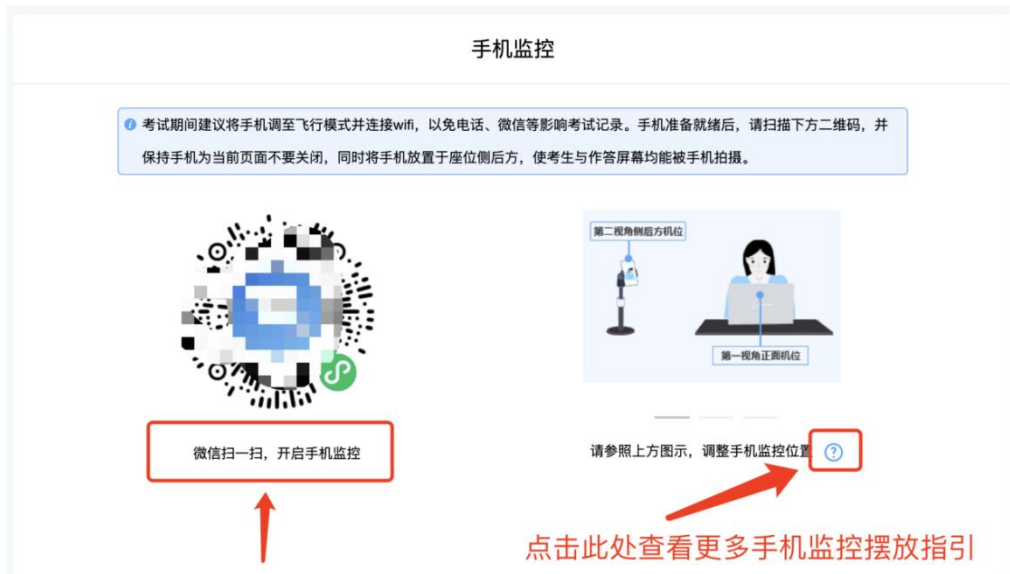 手机监控
考试期间建议将手机调至飞行模式并连接wifi，以免电话、微信等影响考试记录。手机准备就绪后，请扫描下方二维码，并
保持手机为当前页面不要关闭，同时将手机放置于座位侧后方，使考生与作答屏幕均能被手机拍摄。
第二视角侧后方机位
第一视角正面机位
微信扫一扫，开启手机监控
请参照上方图示，调整手机监控位置
点击此处查看更多手机监控摆放指引